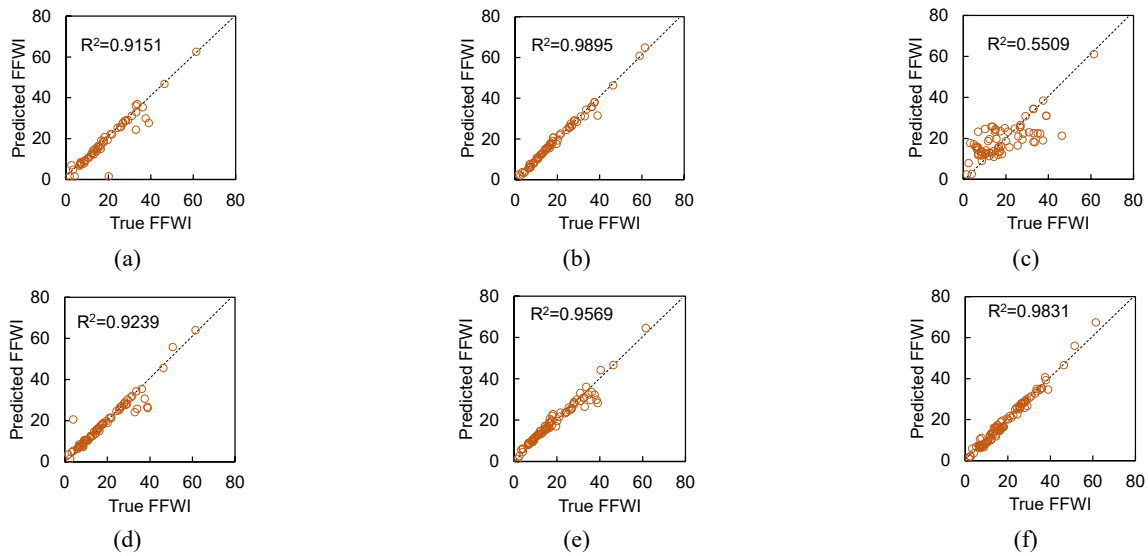 80
60
40
20
0
Predicted FFWI
R²=0.9151
0 20 40 60 80
True FFWI
(a)
80
60
40
20
0
Predicted FFWI
R²=0.9895
0 20 40 60 80
True FFWI
(b)
80
60
40
20
0
Predicted FFWI
R²=0.5509
0 20 40 60 80
True FFWI
(c)
80
60
40
20
0
Predicted FFWI
R²=0.9239
0 20 40 60 80
True FFWI
(d)
80
60
40
20
0
Predicted FFWI
R²=0.9569
0 20 40 60 80
True FFWI
(e)
80
60
40
20
0
Predicted FFWI
R²=0.9831
0 20 40 60 80
True FFWI
(f)